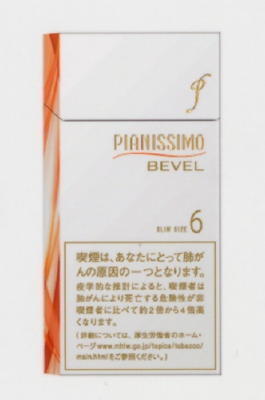 p
PIANISSIMO
BEVEL
SLIM SIZE 6
喫煙は、あなたにとって肺が
んの原因の一つとなります。
疫学的な推計によると、喫煙者は
肺がんにより死亡する危険性が非
喫煙者に比べて約2倍から4倍高
くなります。
(詳細については、厚生労働省のホーム・
ページwww.mhlw.go.jp/topics/tobacco/
main.htmlをご参照ください。)